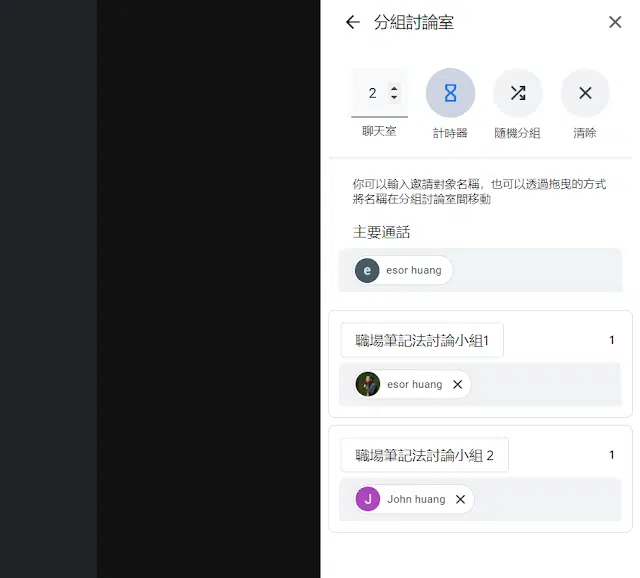 分組討論室
2
聊天室
計時器
隨機分組
清除
你可以輸入邀請對象名稱，也可以透過拖曳的方式
將名稱在分組討論室間移動
主要通話
e esor huang
職場筆記法討論小組1
1
esor huang
職場筆記法討論小組 2
1
J John huang